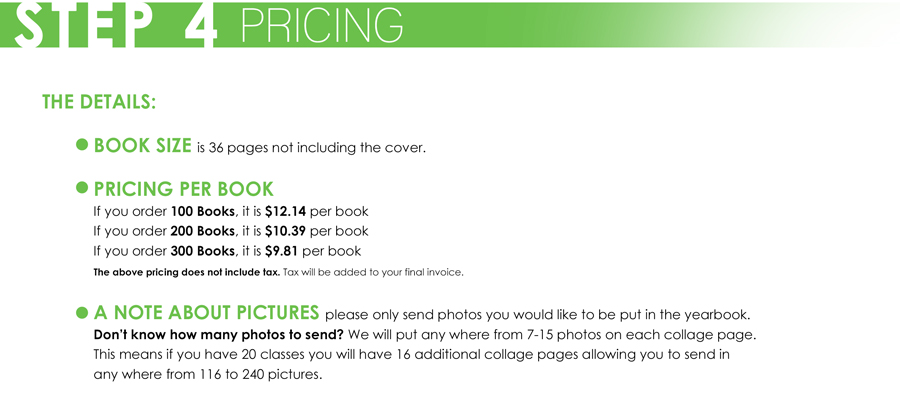 STEP 4 PRICING
THE DETAILS:
BOOK SIZE is 36 pages not including the cover.
PRICING PER BOOK
If you order 100 Books, it is $12.14 per book
If you order 200 Books, it is $10.39 per book
If you order 300 Books, it is $9.81 per book
The above pricing does not include tax. Tax will be added to your final invoice.
A NOTE ABOUT PICTURES please only send photos you would like to be put in the yearbook.
Don't know how many photos to send? We will put any where from 7-15 photos on each collage page.
This means if you have 20 classes you will have 16 additional collage pages allowing you to send in
any where from 116 to 240 pictures.